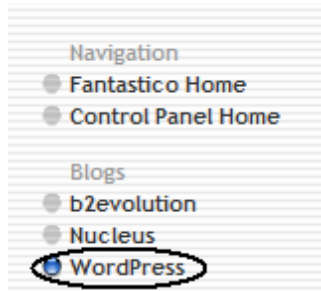 Navigation
Fantastico Home
Control Panel Home
Blogs
b2evolution
Nucleus
WordPress